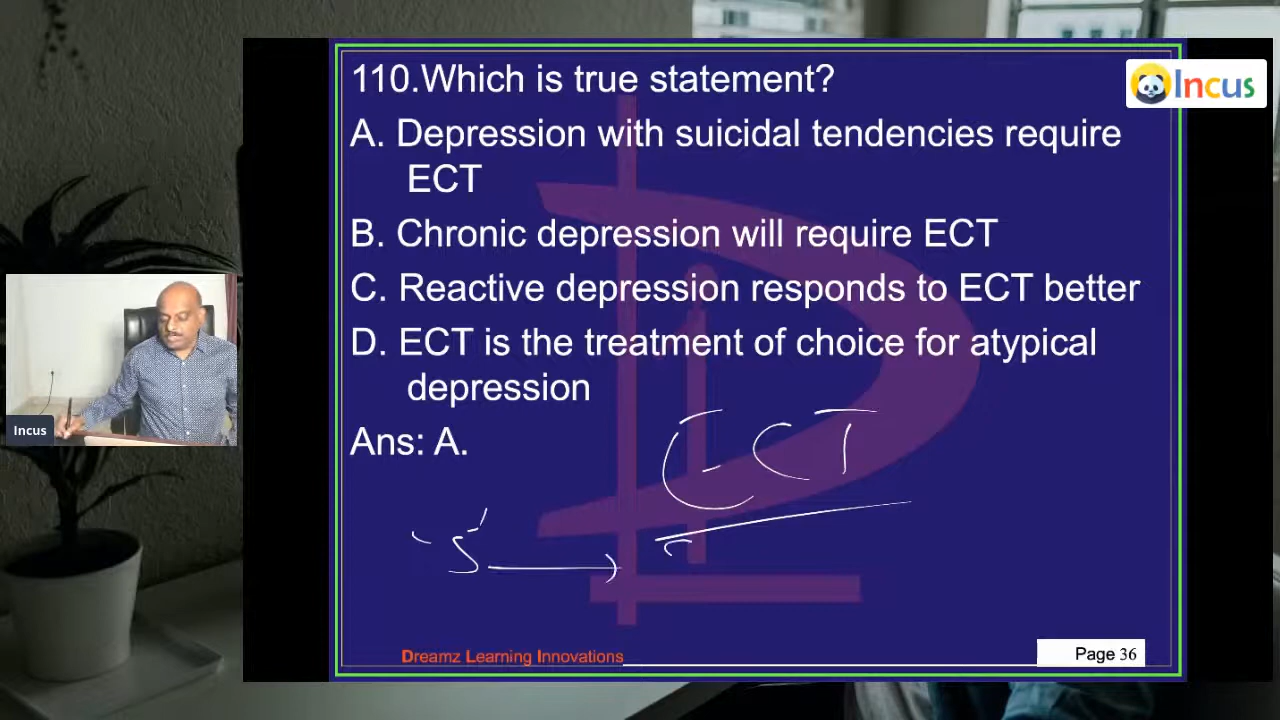 110.Which is true statement?
A. Depression with suicidal tendencies require
ECT
B. Chronic depression will require ECT
C. Reactive depression responds to ECT better
D. ECT is the treatment of choice for atypical
depression
Ans: A.
ECT
Dreamz Learning Innovations
Page 36
Incus
Incus